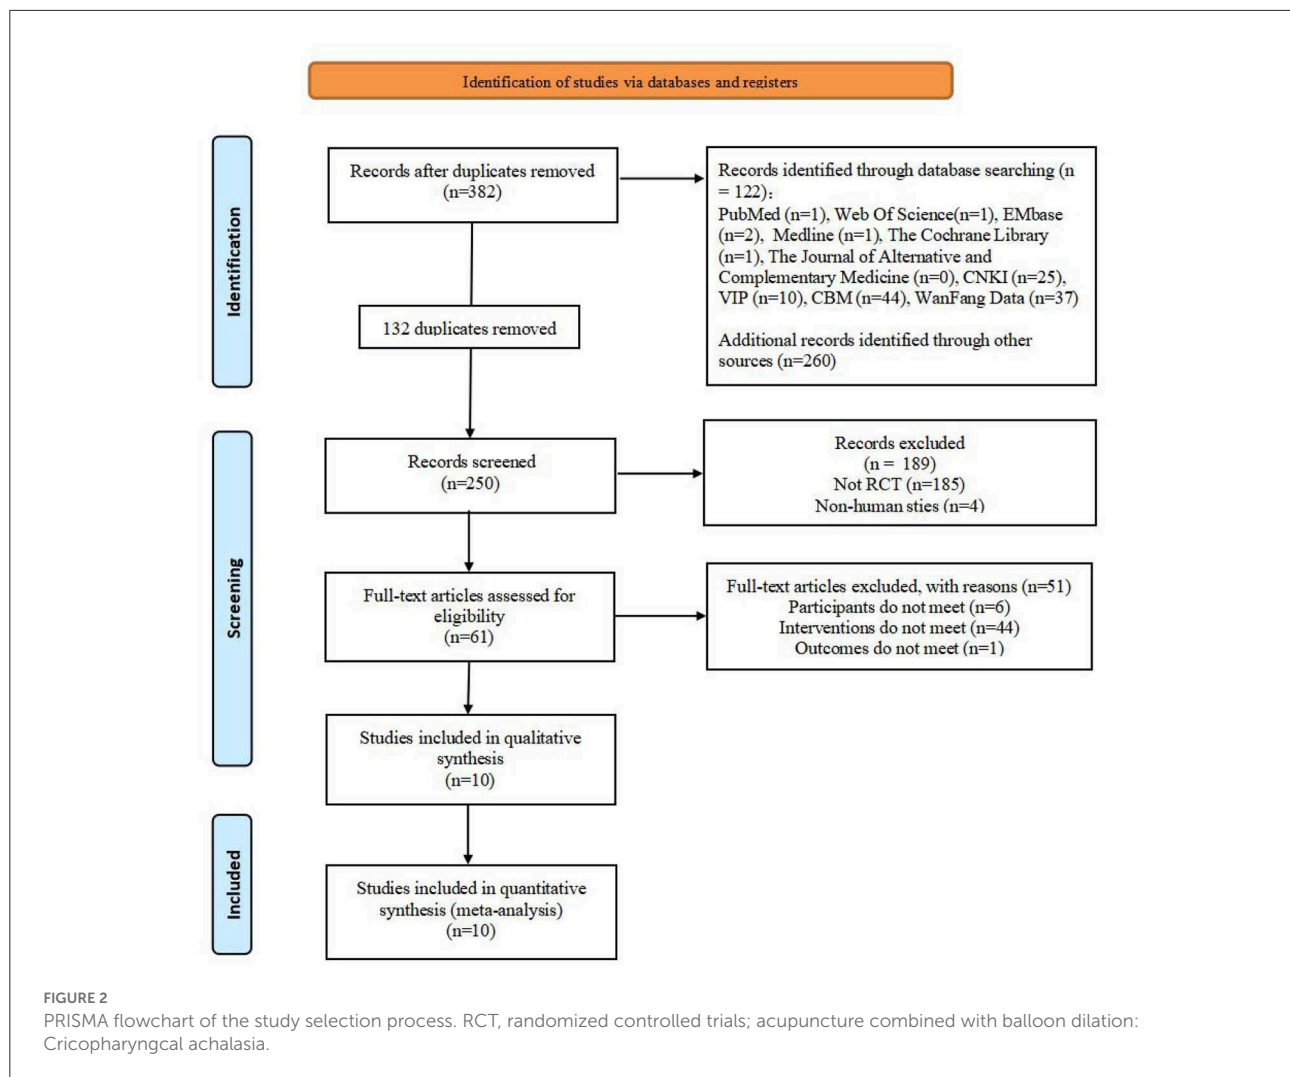 Identification of studies via databases and registers
Identification
Records after duplicates removed
(n=382)
Records identified through database searching (n
= 122):
PubMed (n=1), Web Of Science(n=1), EMbase
(n=2), Medline (n=1), The Cochrane Library
(n=1), The Journal of Alternative and
Complementary Medicine (n=0), CNKI (n=25),
VIP (n=10), CBM (n=44), WanFang Data (n=37)
Additional records identified through other
sources (n=260)
132 duplicates removed
Screening
Records screened
(n=250)
Records excluded
(n = 189)
Not RCT (n=185)
Non-human sties (n=4)
Full-text articles assessed for
eligibility
(n=61)
Full-text articles excluded, with reasons (n=51)
Participants do not meet (n=6)
Interventions do not meet (n=44)
Outcomes do not meet (n=1)
Studies included in qualitative
synthesis
(n=10)
Included
Studies included in quantitative
synthesis (meta-analysis)
(n=10)
FIGURE 2
PRISMA flowchart of the study selection process. RCT, randomized controlled trials; acupuncture combined with balloon dilation:
Cricopharyngcal achalasia.